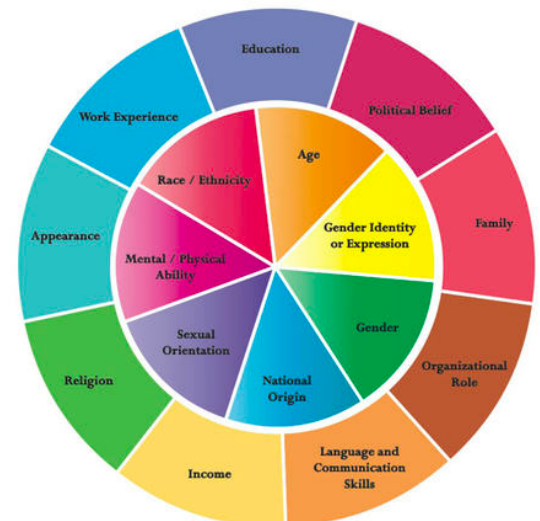 Education
Political Belief
Family
Organizational
Role
Language and
Communication
Skills
Income
Religion
Appearance
Work Experience
Age
Gender Identity
or Expression
Gender
National
Origin
Sexual
Orientation
Mental / Physical
Ability
Race / Ethnicity